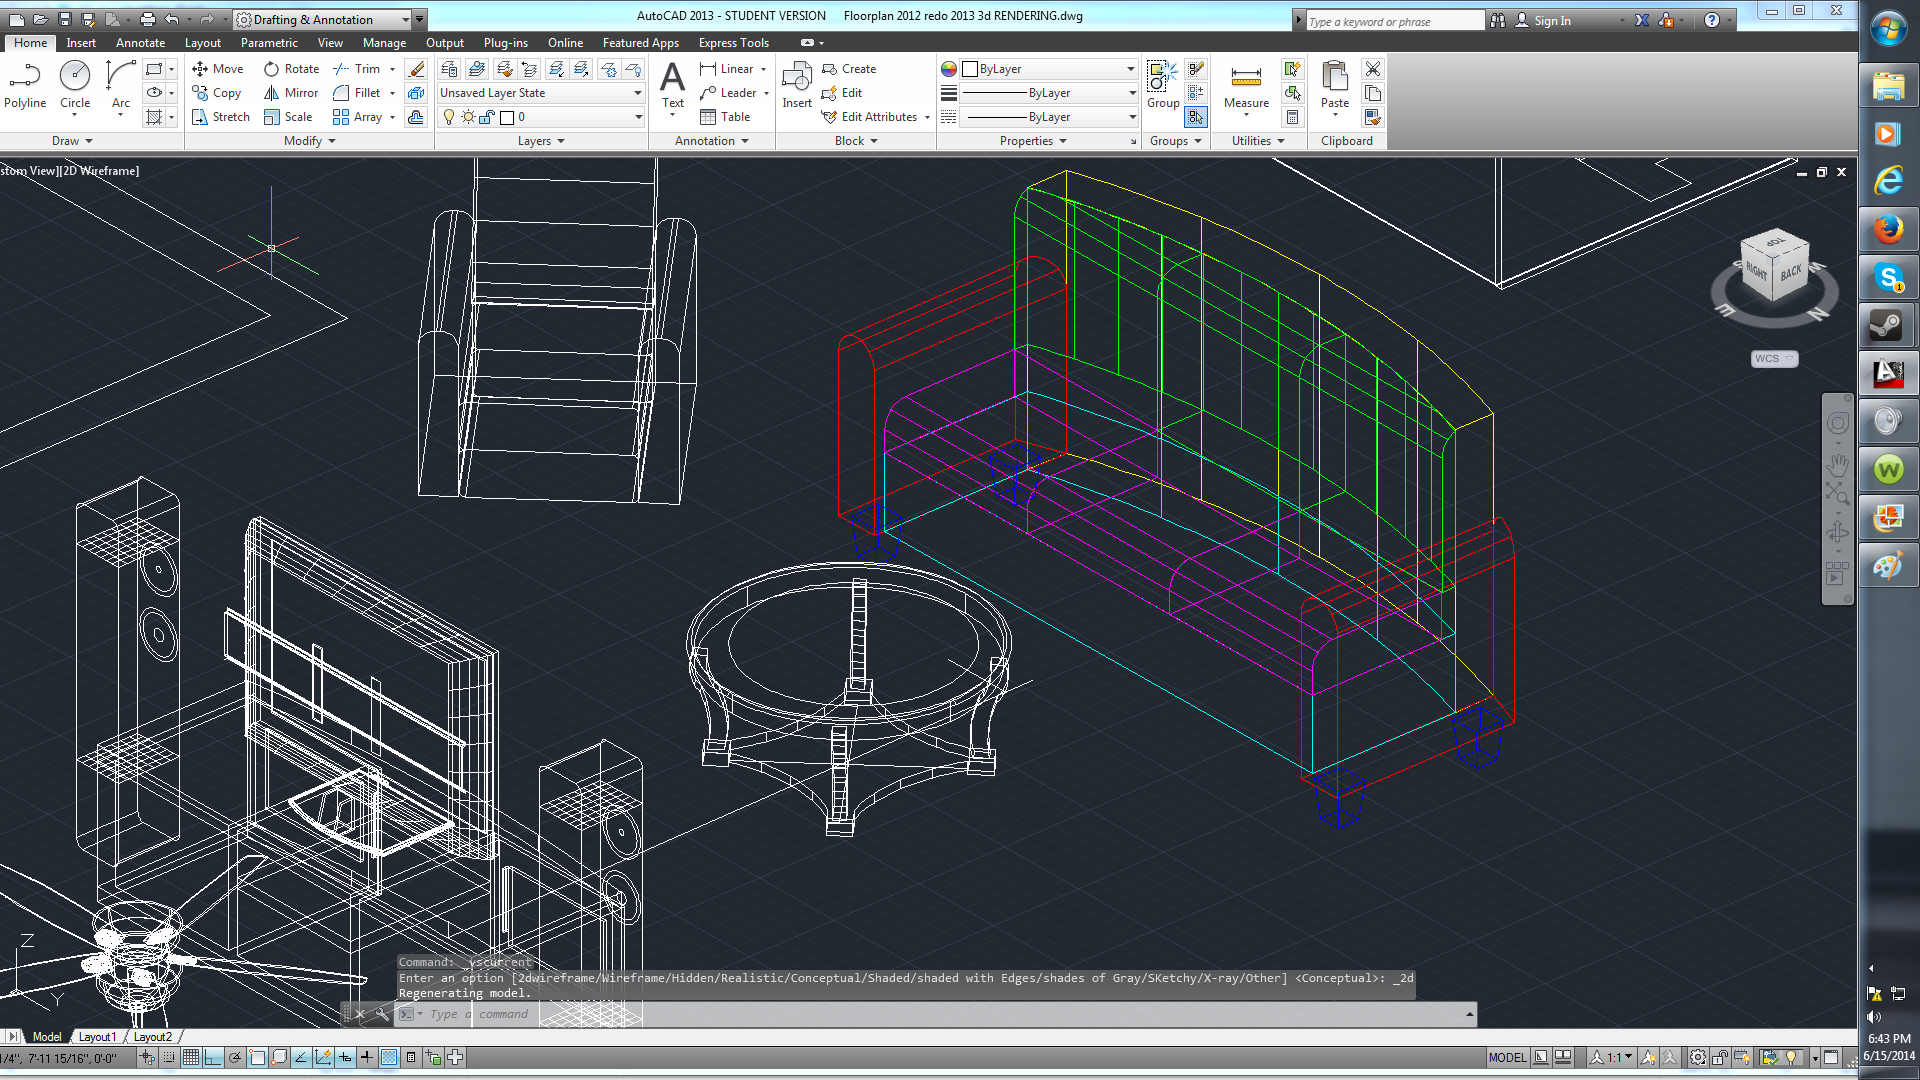 Drafting & Annotation
AutoCAD 2013 - STUDENT VERSION Floorplan 2012 redo 2013 3d RENDERING.dwg
Type a keyword or phrase
Sign In
Home Insert Annotate Layout Parametric View Manage Output Plug-ins Online Featured Apps Express Tools
Polyline Circle Arc
Move Rotate Trim
Copy Mirror Fillet
Stretch Scale Array
Unsaved Layer State
0
Text
Linear
Leader
Table
Insert
Create
Edit
Edit Attributes
ByLayer
ByLayer
ByLayer
Group
Measure
Paste
Draw Modify Layers Annotation Block Properties Groups Utilities Clipboard
stom View][2D Wireframe]
TOP
RIGHT BACK
E N
WCS
Z
Y
Command: _vscurrent
Enter an option [2dwireframe/Wireframe/Hidden/Realistic/Conceptual/Shaded/shaded with Edges/shades of Gray/SKetchy/X-ray/Other] <Conceptual>: _2d
Regenerating model.
Type a command
Model Layout1 Layout2
1/4", 7'-11 15/16", 0'-0"
MODEL
1:1
6:43 PM
6/15/2014